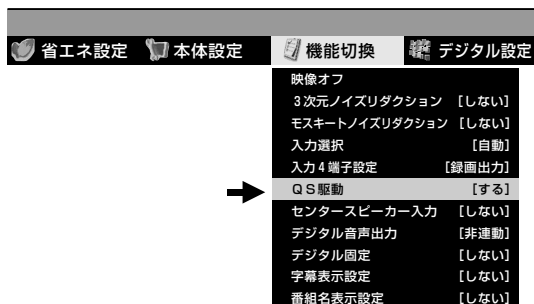 省エネ設定 本体設定 機能切換 デジタル設定
映像オフ
3次元ノイズリダクション [しない]
モスキートノイズリダクション [しない]
入力選択 [自動]
入力4端子設定 [録画出力]
QS駆動 [する]
センタースピーカー入力 [しない]
デジタル音声出力 [非連動]
デジタル固定 [しない]
字幕表示設定 [しない]
番組名表示設定 [しない]